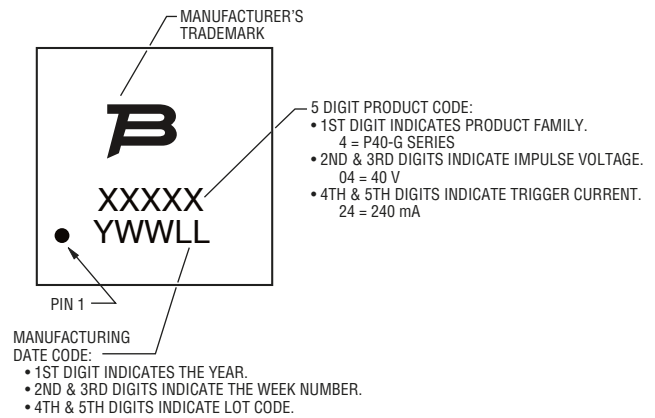 MANUFACTURER'S
TRADEMARK
5 DIGIT PRODUCT CODE:
• 1ST DIGIT INDICATES PRODUCT FAMILY.
4 = P40-G SERIES
• 2ND & 3RD DIGITS INDICATE IMPULSE VOLTAGE.
04 = 40 V
• 4TH & 5TH DIGITS INDICATE TRIGGER CURRENT.
24 = 240 mA
XXXXX
YWWLL
PIN 1
MANUFACTURING
DATE CODE:
• 1ST DIGIT INDICATES THE YEAR.
• 2ND & 3RD DIGITS INDICATE THE WEEK NUMBER.
• 4TH & 5TH DIGITS INDICATE LOT CODE.